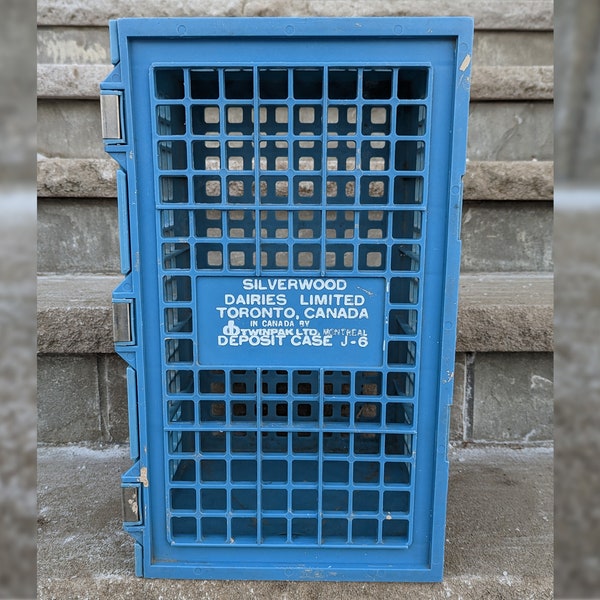 SILVERWOOD
DAIRIES LIMITED
TORONTO, CANADA
IN CANADA BY
TWINPAK LTD. MONTREAL
DEPOSIT CASE J-6